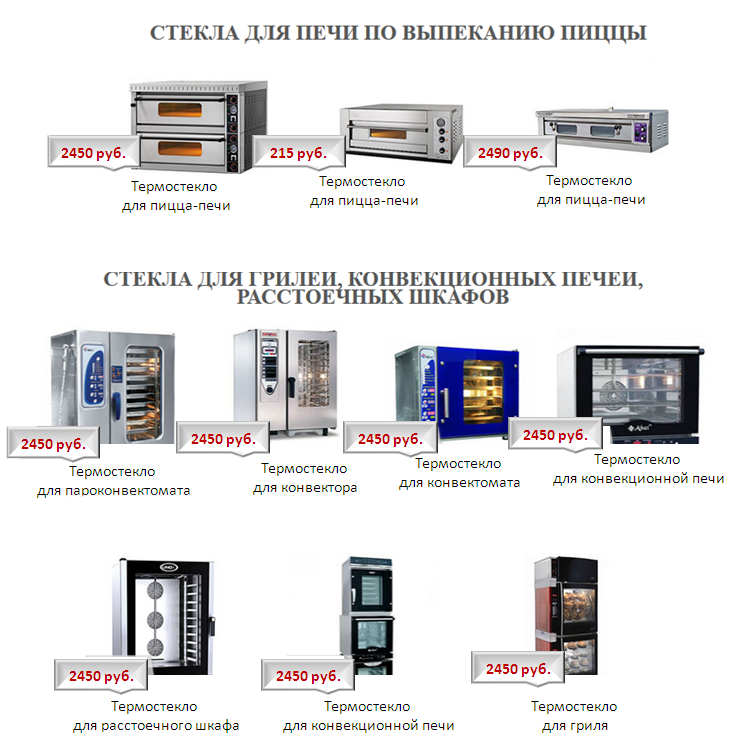 СТЕКЛА ДЛЯ ПЕЧИ ПО ВЫПЕКАНИЮ ПИЦЦЫ
2450 руб.
215 руб.
2490 руб.
Термостекло
для пицца-печи
Термостекло
для пицца-печи
Термостекло
для пицца-печи
СТЕКЛА ДЛЯ ГРИЛЕЙ, КОНВЕКЦИОННЫХ ПЕЧЕЙ,
РАССТОЕЧНЫХ ШКАФОВ
2450 руб.
2450 руб.
2450 руб.
2450 руб.
Abat
Термостекло
для пароконвектомата
Термостекло
для конвектора
Термостекло
для конвектомата
Термостекло
для конвекционной печи
UNOX
2450 руб.
2450 руб.
2450 руб.
Термостекло
для расстоечного шкафа
Термостекло
для конвекционной печи
Термостекло
для гриля